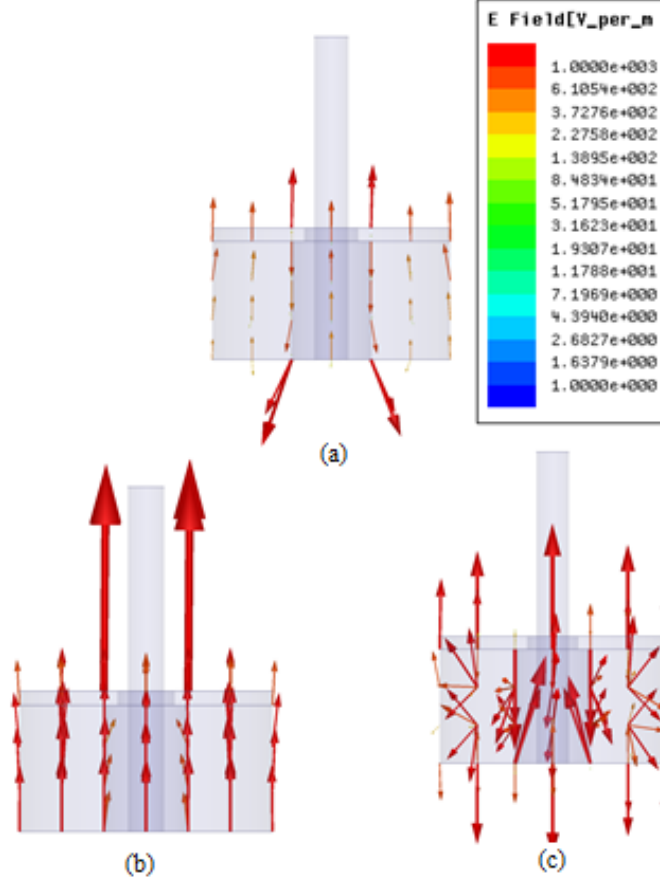 E Field[V_per_m
1.0000e+003
6.1054e+002
3.7276e+002
2.2758e+002
1.3895e+002
8.4834e+001
5.1795e+001
3.1623e+001
1.9307e+001
1.1788e+001
7.1969e+000
4.3940e+000
2.6827e+000
1.6379e+000
1.0000e+000
(a)
(b)
(c)